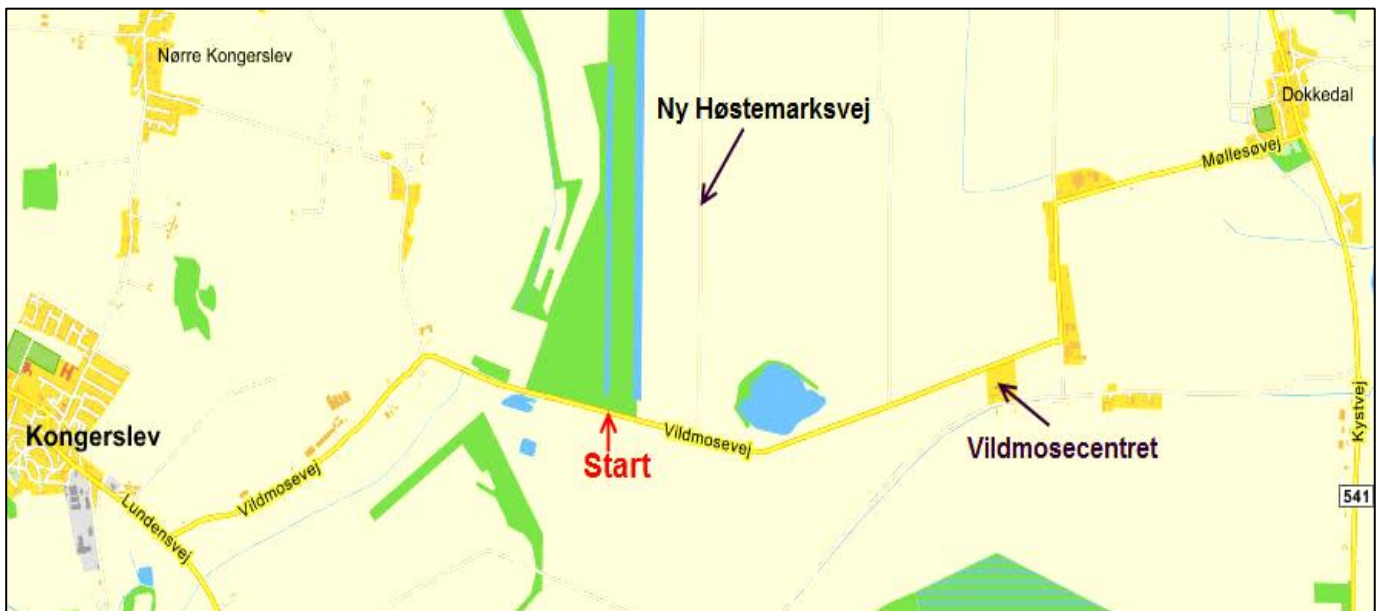 Nørre Kongerslev
Ny Høstemarksvej
Dokkedal
Møllesøvej
Kongerslev
Vildmosevej
Start
Vildmosecentret
Kystvej
Vildmosevej
Lundensvej
541
H